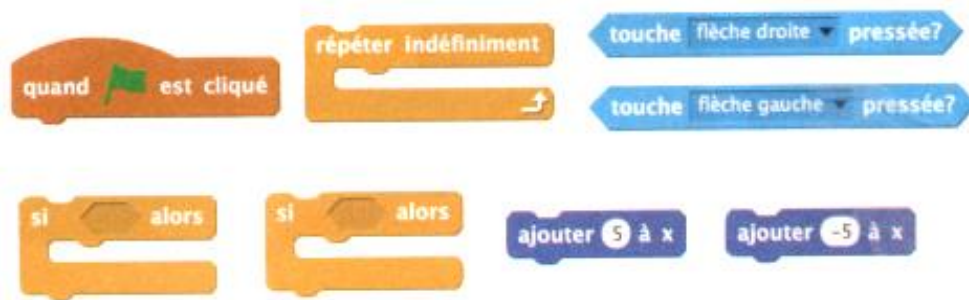 quand est cliqué
répéter indéfiniment
touche flèche droite pressée?
touche flèche gauche pressée?
si alors
si alors
ajouter 5 à x
ajouter -5 à x